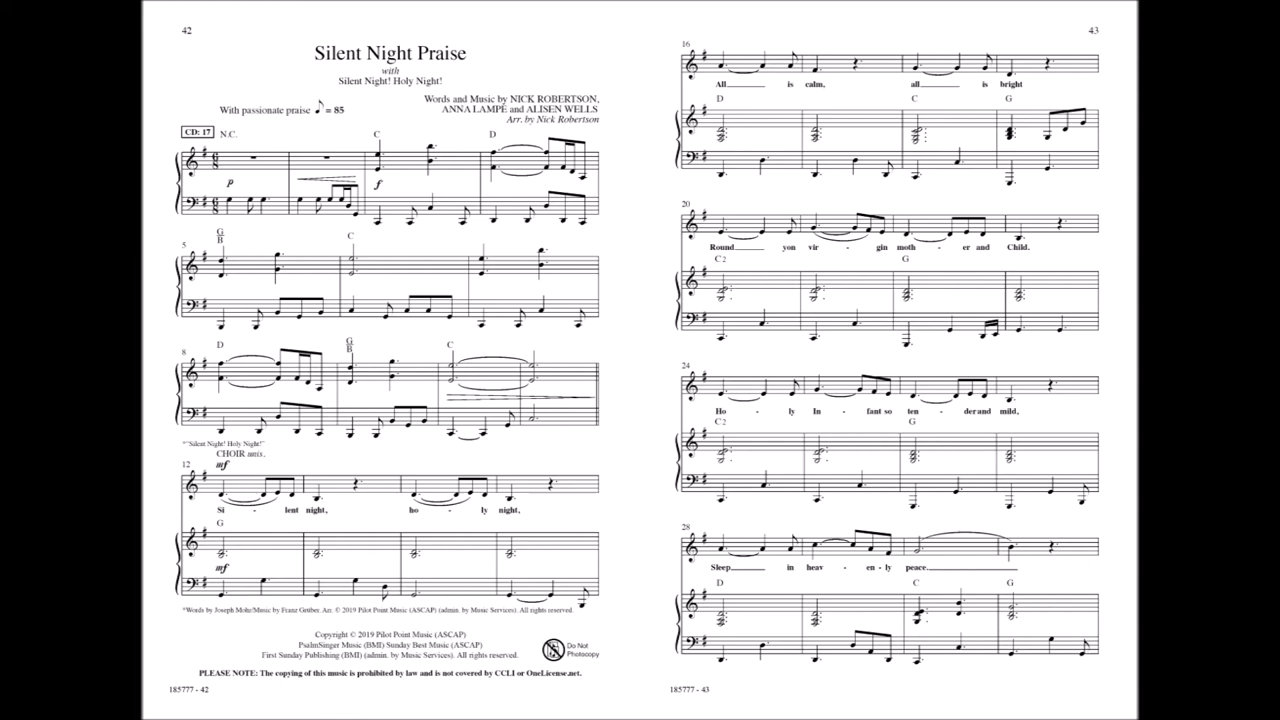 42
Silent Night Praise
with
Silent Night! Holy Night!
With passionate praise ♪ = 85
Words and Music by NICK ROBERTSON,
ANNA LAMPE and ALISEN WELLS
Arr. by Nick Robertson
CD: 17
N.C. C D
6/8 6/8
p f
5
G/B C
8
D G/B C
*"Silent Night! Holy Night!"
CHOIR unis.
12 mf
Si - lent night, ho - ly night,
G
mf
*Words by Joseph Mohr/Music by Franz Grüber. Arr. © 2019 Pilot Point Music (ASCAP) (admin. by Music Services). All rights reserved.
Copyright © 2019 Pilot Point Music (ASCAP)
PsalmSinger Music (BMI) Sunday Best Music (ASCAP)
First Sunday Publishing (BMI) (admin. by Music Services). All rights reserved.
Do Not
Photocopy
PLEASE NOTE: The copying of this music is prohibited by law and is not covered by CCLI or OneLicense.net.
185777 - 42
43
16
All is calm, all is bright
D C G
20
Round yon vir - gin moth - er and Child.
C2 G
24
Ho - ly In - fant so ten - der and mild,
C2 G
28
Sleep in heav - en - ly peace.
D C G
185777 - 43